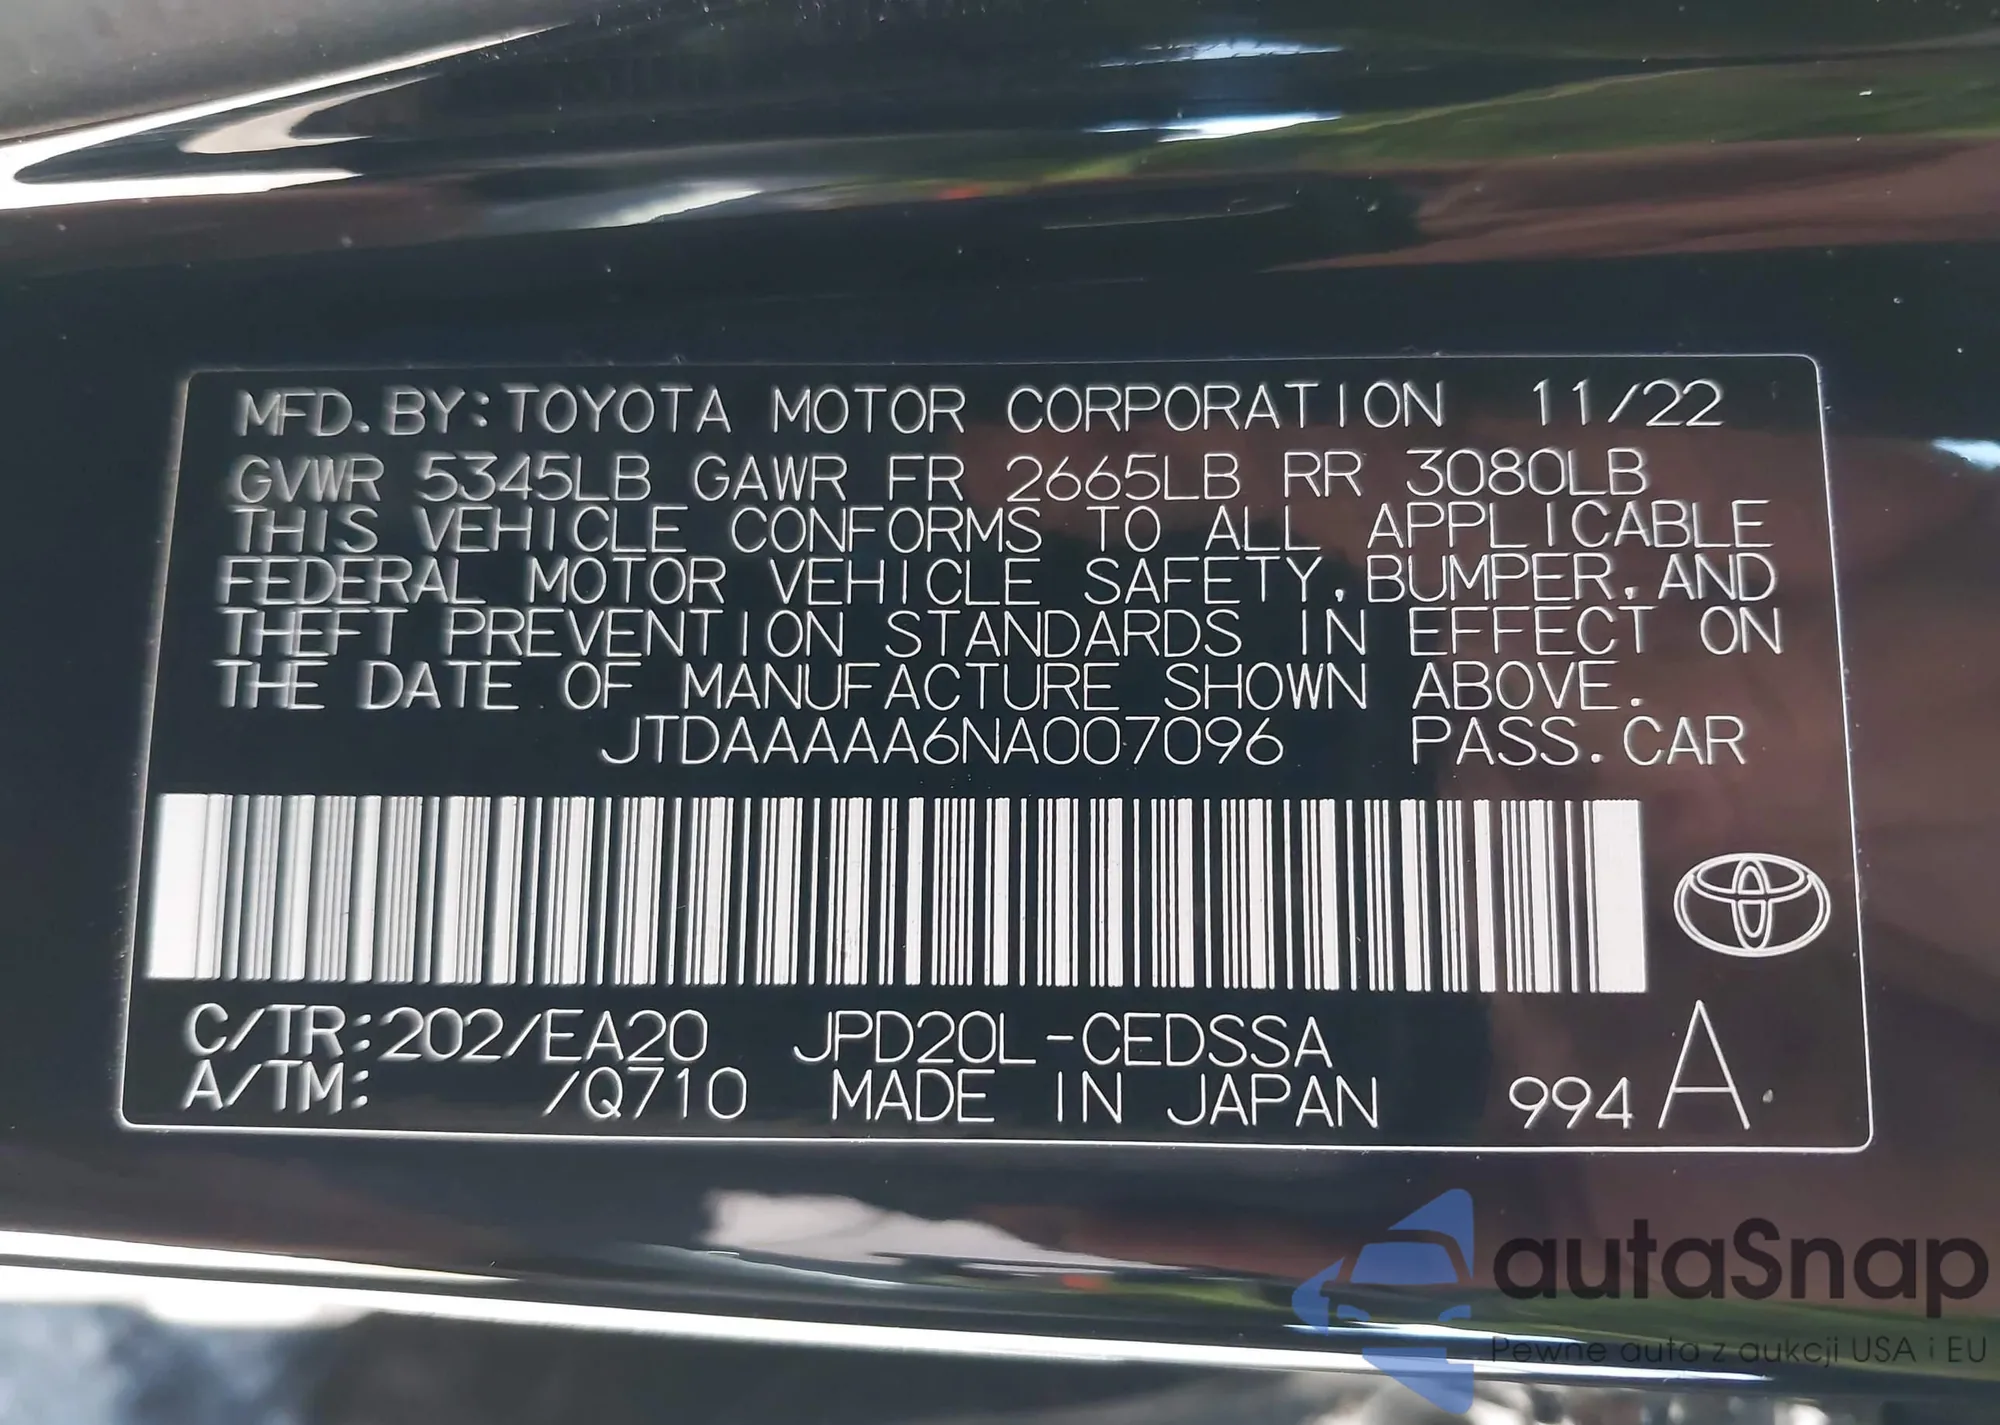 MFD. BY: TOYOTA MOTOR CORPORATION 11/22
GVWR 5345LB GAWR FR 2665LB RR 3080LB
THIS VEHICLE CONFORMS TO ALL APPLICABLE
FEDERAL MOTOR VEHICLE SAFETY, BUMPER, AND
THEFT PREVENTION STANDARDS IN EFFECT ON
THE DATE OF MANUFACTURE SHOWN ABOVE.
JTDAAAAA6NA007096 PASS. CAR
C/TR: 202/EA20 JPD20L-CEDSSA
A/TM: /Q710 MADE IN JAPAN 994 A
autaSnap
Pewne auta z aukcji USA i EU